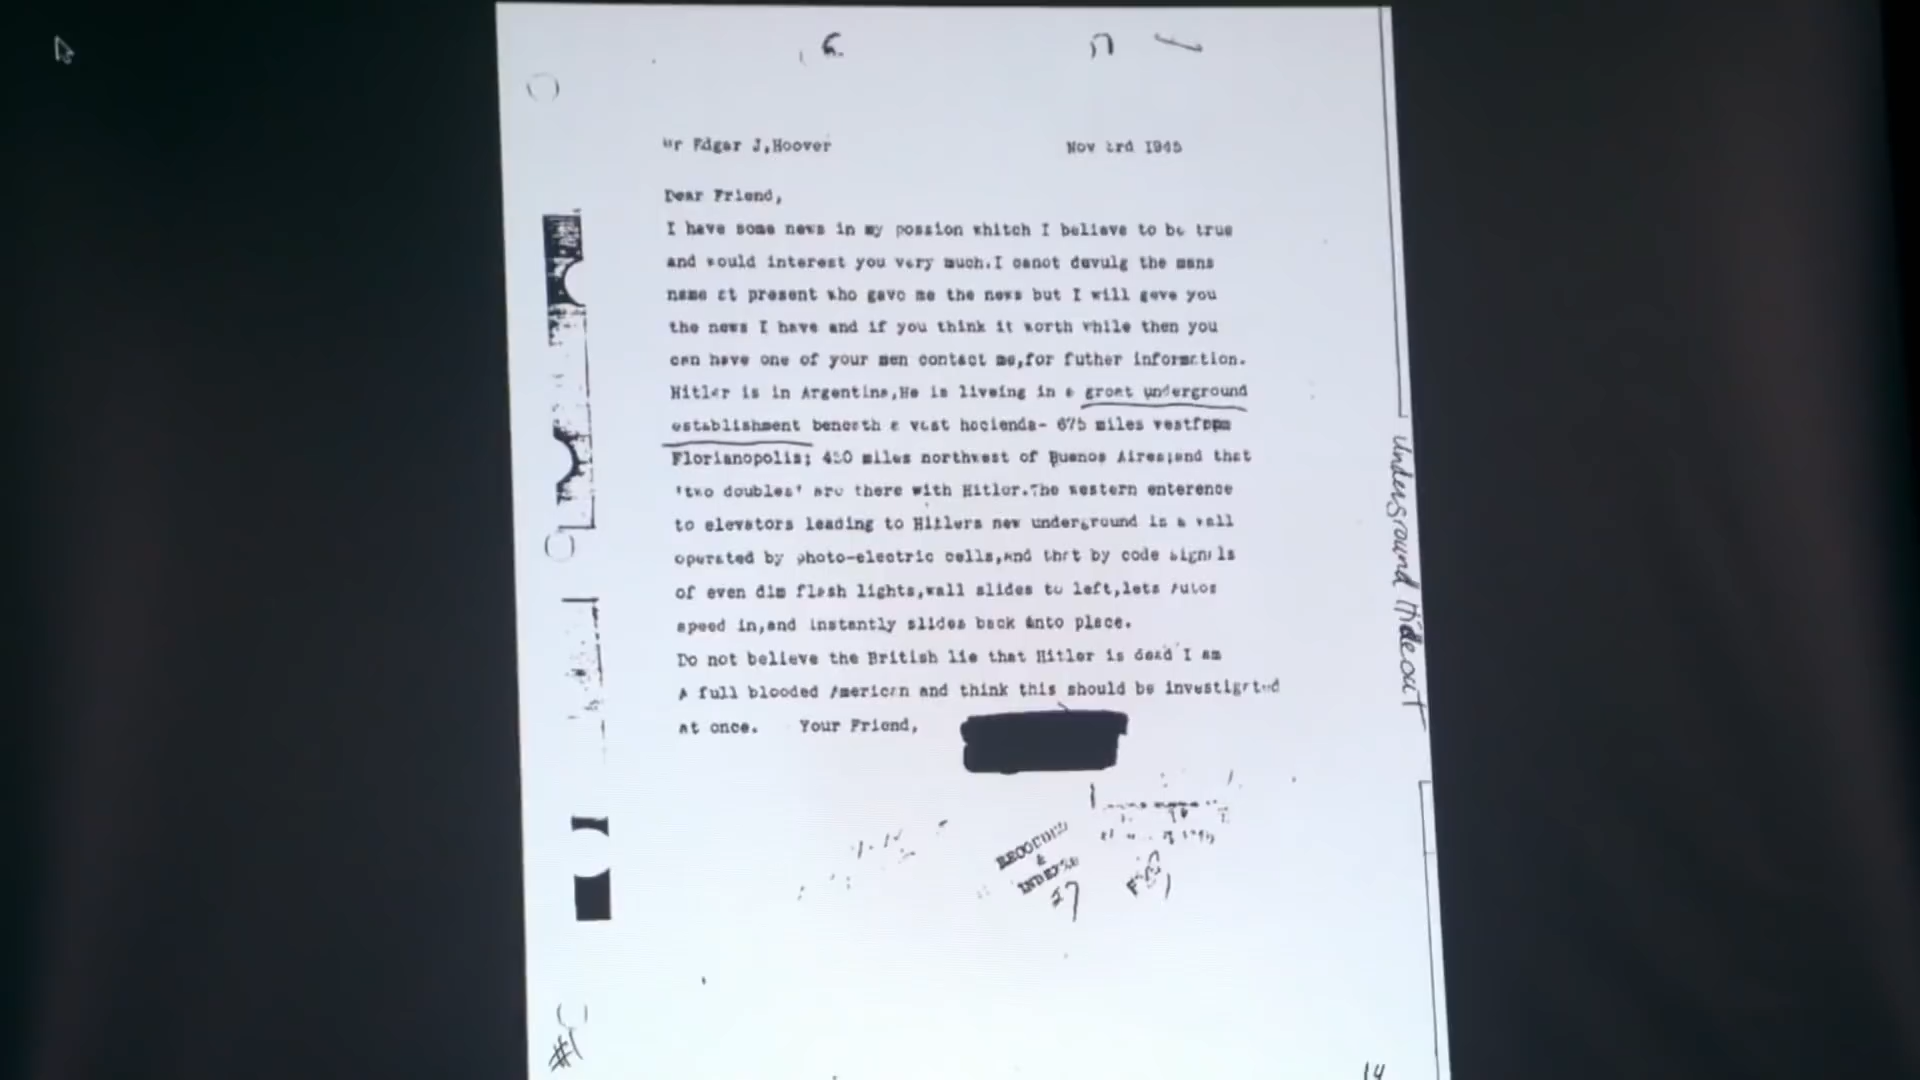 Mr Edgar J,Hoover
Nov 3rd 1945
Dear Friend,
I have some news in my possion whitch I believe to be true
and would interest you very much.I canot davulg the mans
name at present who gave me the news but I will geve you
the news I have and if you think it worth while then you
can have one of your men contact me,for futher information.
Hitler is in Argentina,He is liveing in a great underground
establishment beneath a vast hocienda- 675 miles westfrom
Florianopolis; 430 miles northwest of Buenos Aires;and that
'two doubles' are there with Hitler.The western enterence
to elevators leading to Hitlers new underground is a wall
operated by photo-electric cells,and that by code signals
of even dim flash lights,wall slides to left,lets autos
speed in,and instantly slides back into place.
Do not believe the British lie that Hitler is dead I am
A full blooded American and think this should be investigated
at once. Your Friend,
RECORDED
&
INDEXED
37
Underground Hideout
#1
14